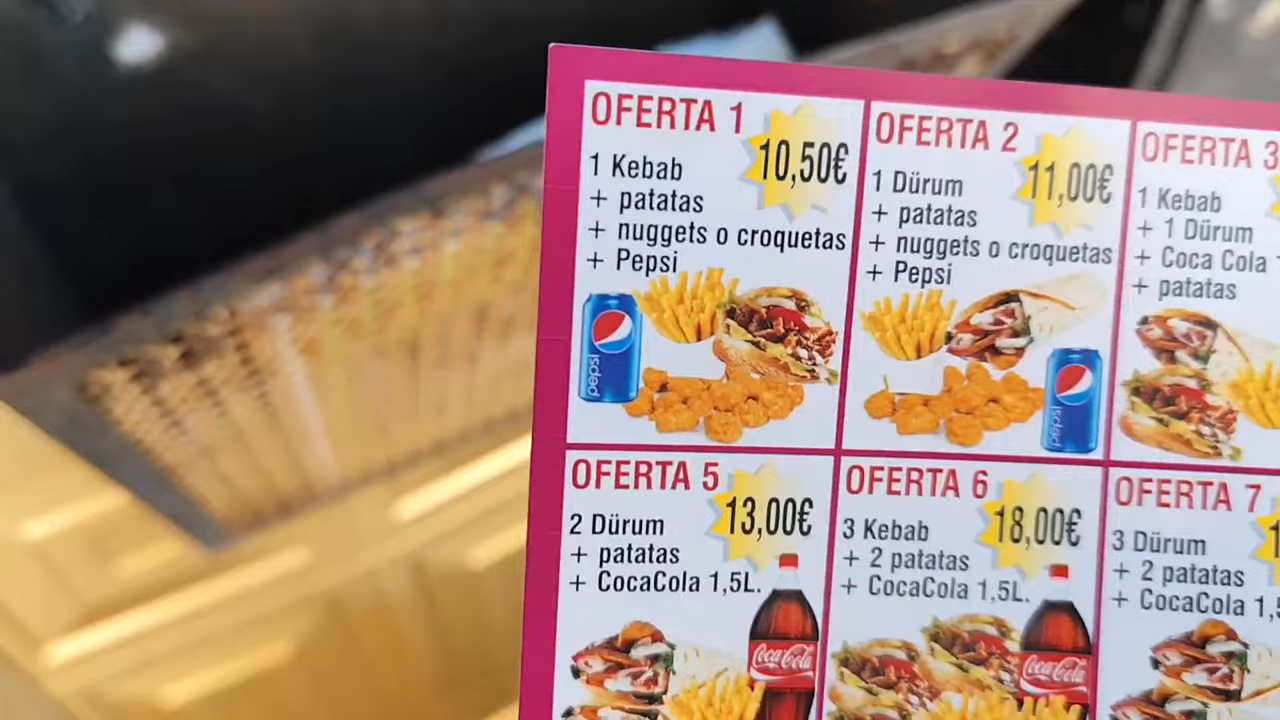 OFERTA 1
10,50€
1 Kebab
+ patatas
+ nuggets o croquetas
+ Pepsi
pepsi
OFERTA 2
11,00€
1 Dürum
+ patatas
+ nuggets o croquetas
+ Pepsi
pepsi
OFERTA 3
1 Kebab
+ 1 Dürum
+ Coca Cola
+ patatas
OFERTA 5
13,00€
2 Dürum
+ patatas
+ CocaCola 1,5L.
Coca-Cola
OFERTA 6
18,00€
3 Kebab
+ 2 patatas
+ CocaCola 1,5L.
Coca-Cola
OFERTA 7
3 Dürum
+ 2 patatas
+ CocaCola 1,5